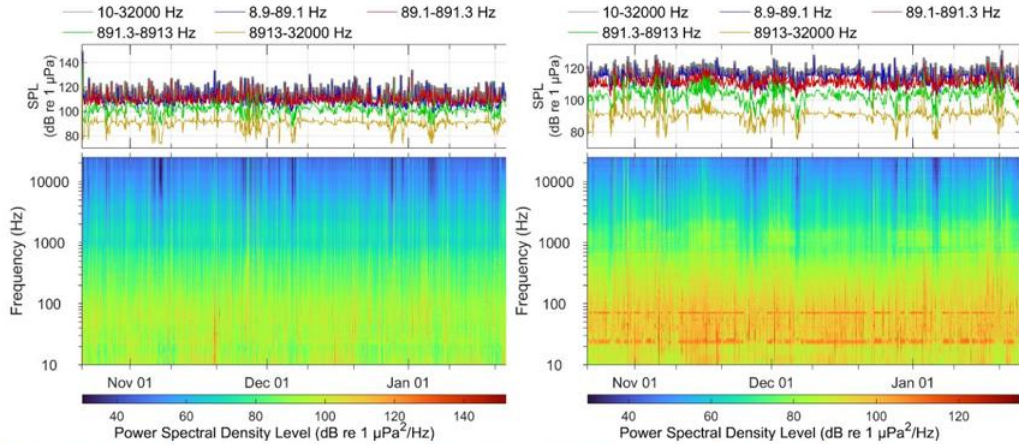 10-32000 Hz 8.9-89.1 Hz 89.1-891.3 Hz
891.3-8913 Hz 8913-32000 Hz
SPL
(dB re 1 µPa)
140
120
100
80
Frequency (Hz)
10000
1000
100
10
Nov 01 Dec 01 Jan 01
40 60 80 100 120 140
Power Spectral Density Level (dB re 1 µPa²/Hz)
10-32000 Hz 8.9-89.1 Hz 89.1-891.3 Hz
891.3-8913 Hz 8913-32000 Hz
SPL
(dB re 1 µPa)
120
100
80
Frequency (Hz)
10000
1000
100
10
Nov 01 Dec 01 Jan 01
40 60 80 100 120
Power Spectral Density Level (dB re 1 µPa²/Hz)